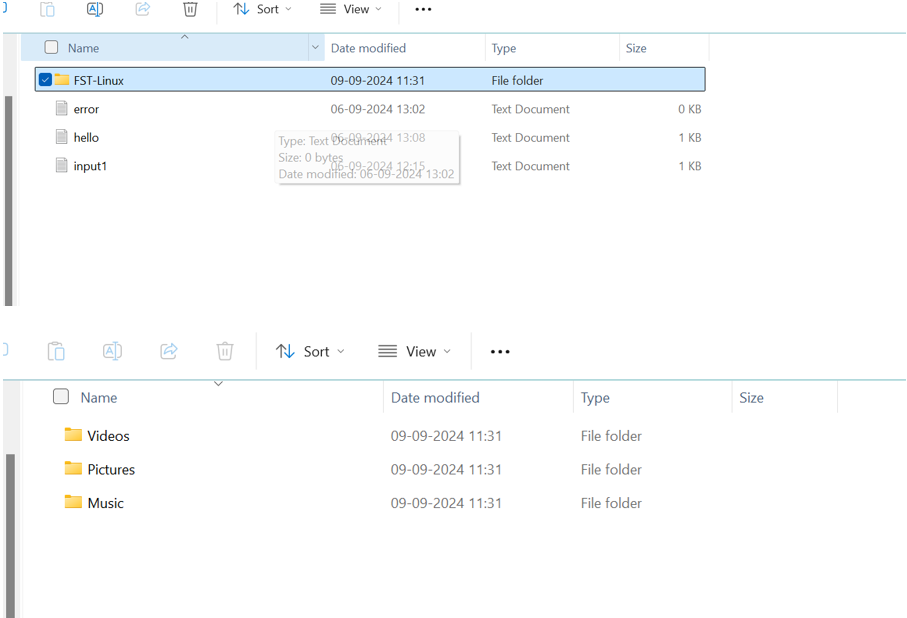 Sort View •••
Name Date modified Type Size
FST-Linux 09-09-2024 11:31 File folder
error 06-09-2024 13:02 Text Document 0 KB
hello 06-09-2024 13:08 Text Document 1 KB
Type: Text Document
input1 06-09-2024 12:15 Text Document 1 KB
Size: 0 bytes
Date modified: 06-09-2024 13:02
Sort View •••
Name Date modified Type Size
Videos 09-09-2024 11:31 File folder
Pictures 09-09-2024 11:31 File folder
Music 09-09-2024 11:31 File folder